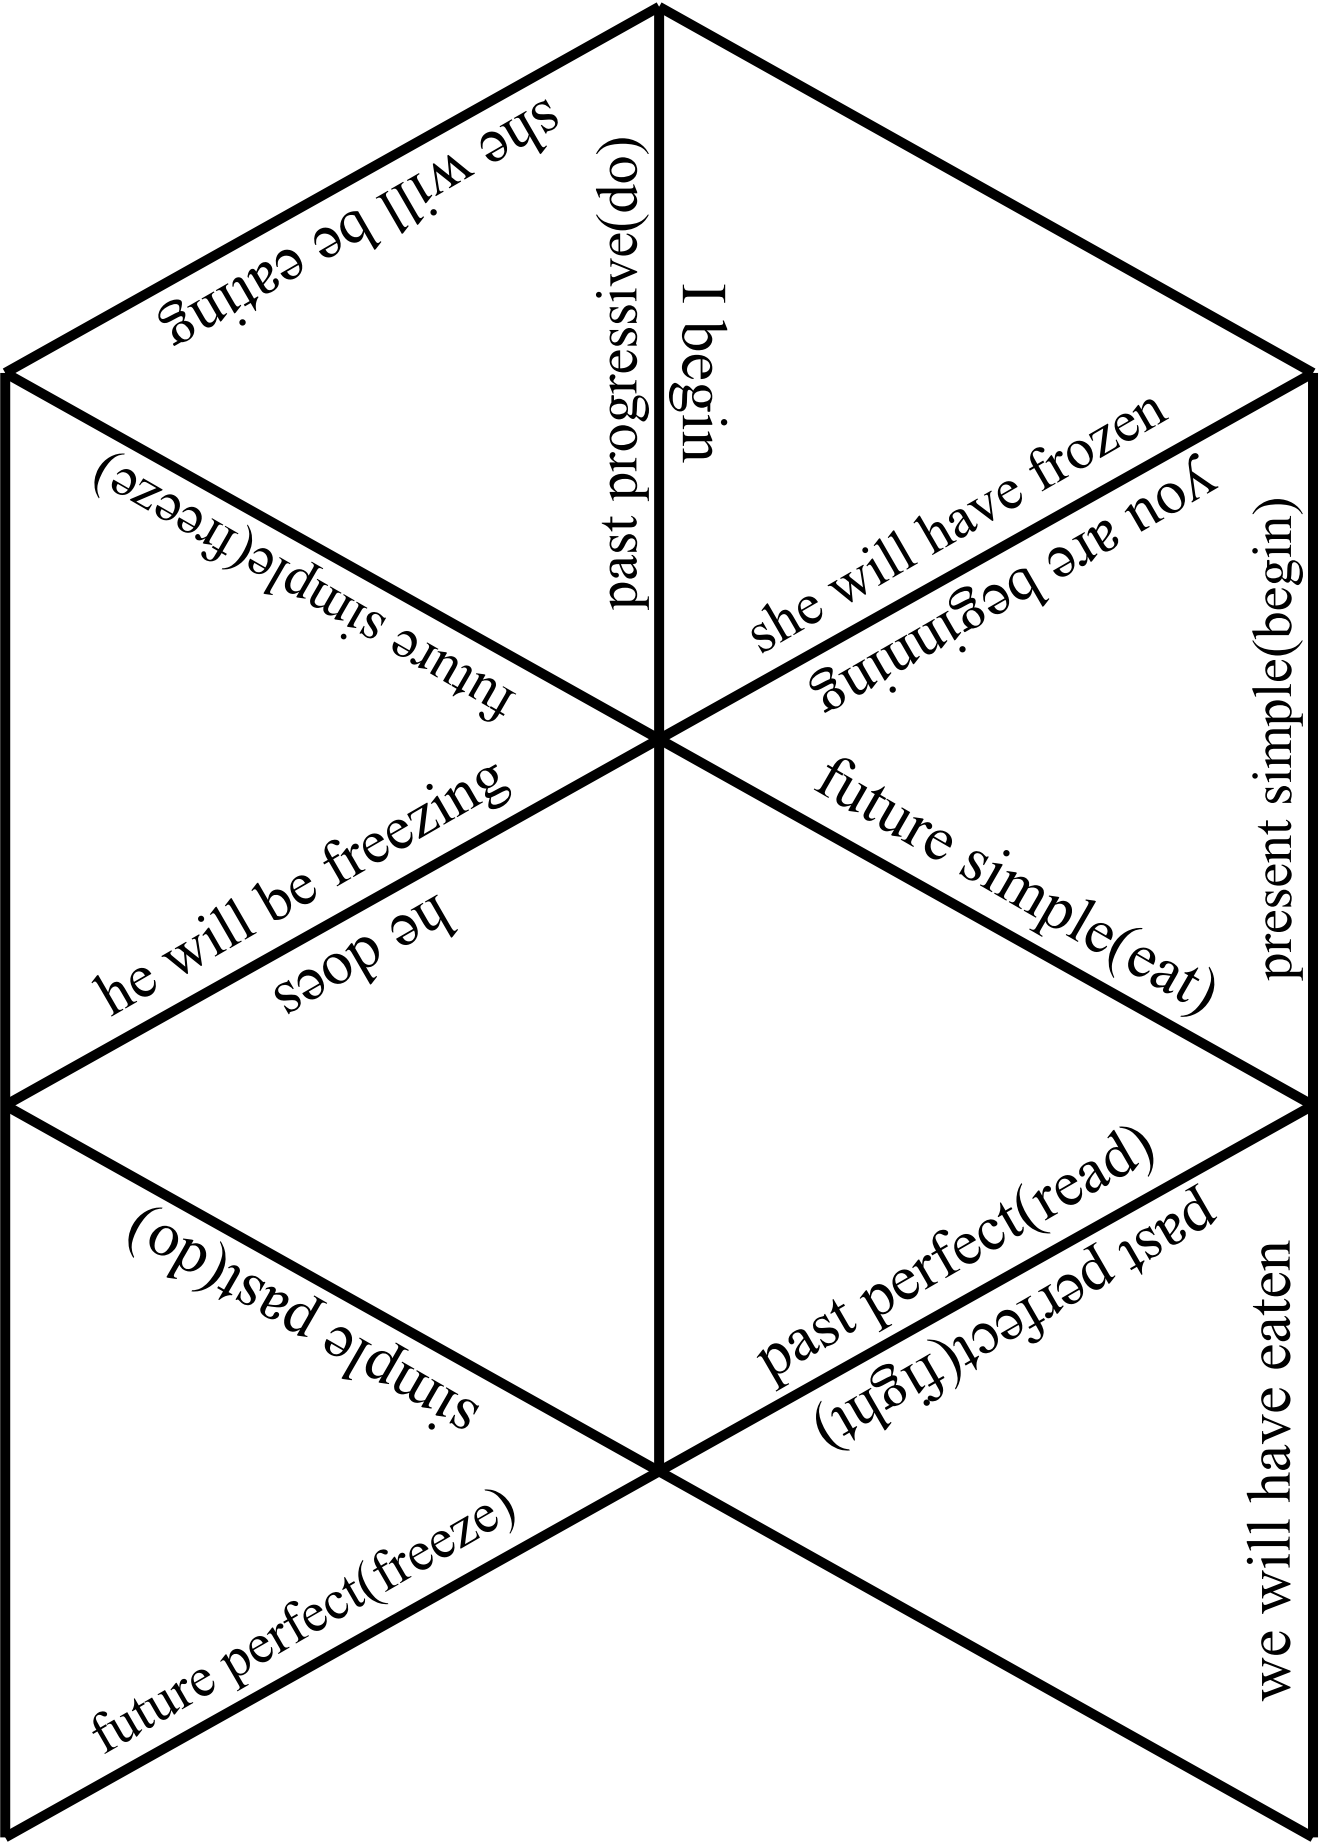 she will be eating
past progressive(do)
I begin
she will have frozen
you are beginning
present simple(begin)
future simple(freeze)
he will be freezing
he does
future simple(eat)
past perfect(read)
past perfect(fight)
we will have eaten
simple past(do)
future perfect(freeze)